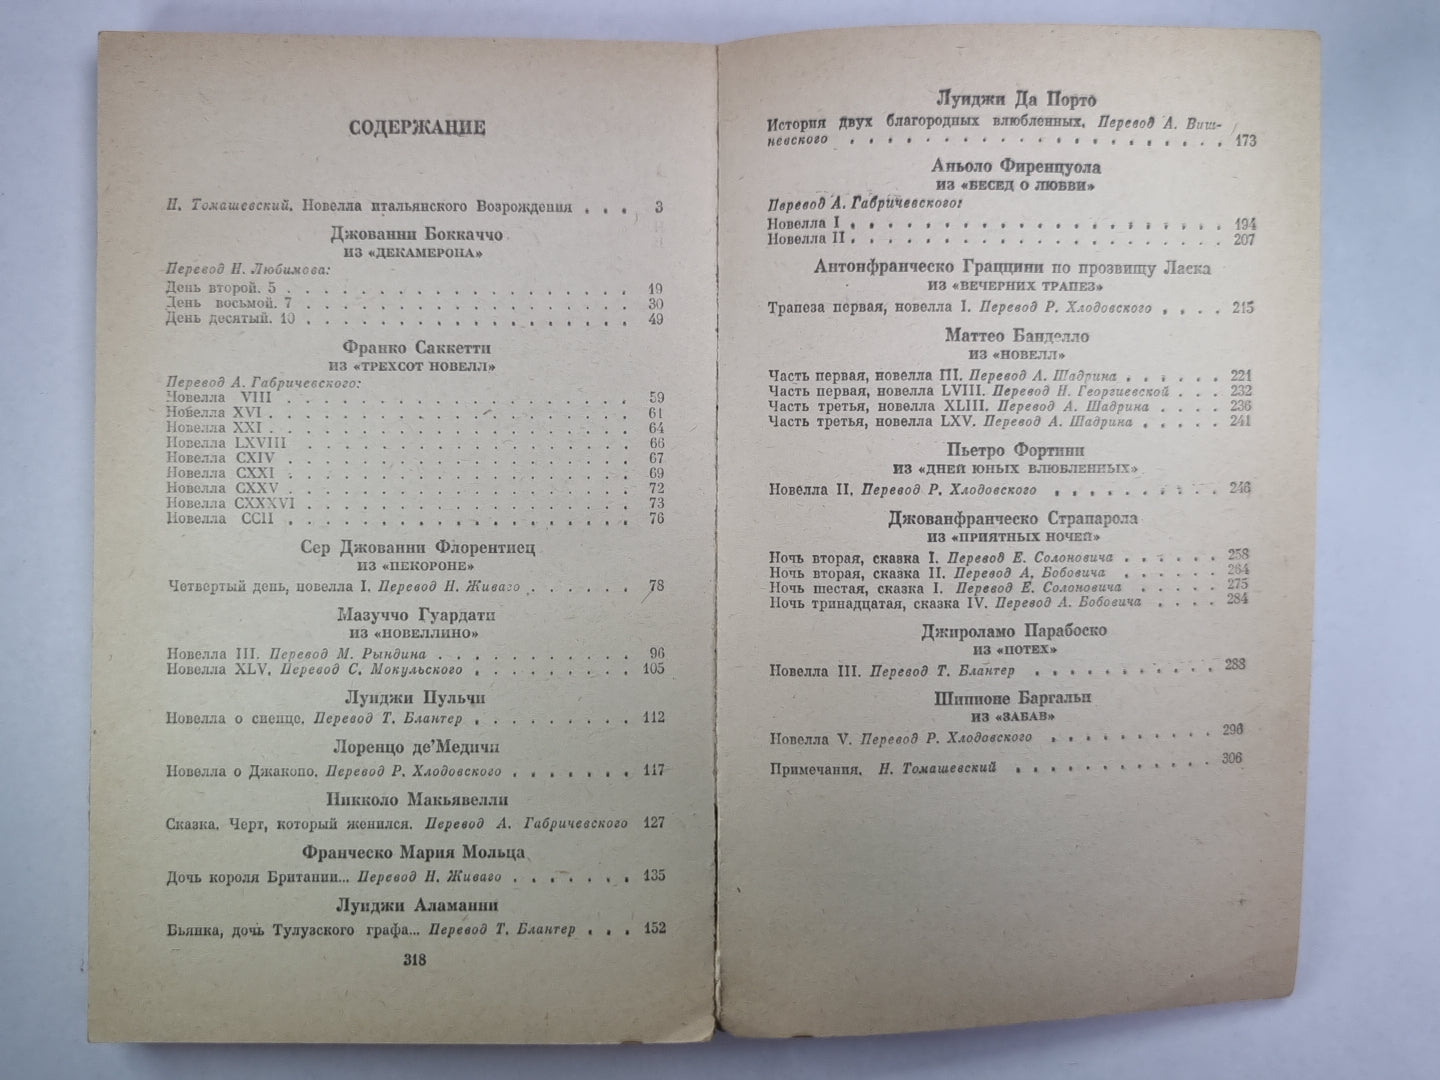 СОДЕРЖАНИЕ
Н. Томашевский. Новелла итальянского Возрождения . . . 3
Джованни Боккаччо
ИЗ «ДЕКАМЕРОНА»
Перевод Н. Любимова:
День второй. 5 . . . . . . . . . . . . . . . . 19
День восьмой. 7 . . . . . . . . . . . . . . . 30
День десятый. 10 . . . . . . . . . . . . . . . 49
Франко Саккетти
ИЗ «ТРЕХСОТ НОВЕЛЛ»
Перевод А. Габричевского:
Новелла VIII . . . . . . . . . . . . . . . . 59
Новелла XVI . . . . . . . . . . . . . . . . 61
Новелла XXI . . . . . . . . . . . . . . . . 64
Новелла LXVIII . . . . . . . . . . . . . . . 66
Новелла CXIV . . . . . . . . . . . . . . . . 67
Новелла CXXI . . . . . . . . . . . . . . . . 69
Новелла CXXV . . . . . . . . . . . . . . . . 72
Новелла CXXXVI . . . . . . . . . . . . . . . 73
Новелла CCII . . . . . . . . . . . . . . . . 76
Сер Джованни Флорентиец
ИЗ «ПЕКОРОНЕ»
Четвертый день, новелла I. Перевод Н. Живаго . . . . . . 78
Мазуччо Гуардати
ИЗ «НОВЕЛЛИНО»
Новелла III. Перевод М. Рындина . . . . . . . . . . 96
Новелла XLV. Перевод С. Мокульского . . . . . . . . 105
Луиджи Пульчи
Новелла о сиенце. Перевод Т. Блантер . . . . . . . . 112
Лоренцо де’Медичи
Новелла о Джакопо. Перевод Р. Хлодовского . . . . . . . 117
Никколо Макьявелли
Сказка. Черт, который женился. Перевод А. Габричевского 127
Франческо Мария Мольца
Дочь короля Британии... Перевод Н. Живаго . . . . . . . 135
Луиджи Аламанни
Бьянка, дочь Тулузского графа... Перевод Т. Блантер . . . 152
318
Луиджи Да Порто
История двух благородных влюбленных. Перевод А. Виш-
невского . . . . . . . . . . . . . . . . . . . 173
Аньоло Фиренцуола
ИЗ «БЕСЕД О ЛЮБВИ»
Перевод А. Габричевского:
Новелла I . . . . . . . . . . . . . . . . . . 194
Новелла II . . . . . . . . . . . . . . . . . . 207
Антонфранческо Граццини по прозвищу Ласка
ИЗ «ВЕЧЕРНИХ ТРАПЕЗ»
Трапеза первая, новелла I. Перевод Р. Хлодовского . . . . 215
Маттео Банделло
ИЗ «НОВЕЛЛ»
Часть первая, новелла III. Перевод А. Шадрина . . . . . . 221
Часть первая, новелла LVIII. Перевод Н. Георгиевской . . . 232
Часть третья, новелла XLIII. Перевод А. Шадрина . . . . 236
Часть третья, новелла LXV. Перевод А. Шадрина . . . . . 241
Пьетро Фортини
ИЗ «ДНЕЙ ЮНЫХ ВЛЮБЛЕННЫХ»
Новелла II. Перевод Р. Хлодовского . . . . . . . . . 246
Джованфранческо Страпарола
ИЗ «ПРИЯТНЫХ НОЧЕЙ»
Ночь вторая, сказка I. Перевод Е. Солоновича . . . . . . 258
Ночь вторая, сказка II. Перевод А. Бобовича . . . . . . 264
Ночь шестая, сказка I. Перевод Е. Солоновича . . . . . 275
Ночь тринадцатая, сказка IV. Перевод А. Бобовича . . . . 284
Джироламо Парабоско
ИЗ «ПОТЕХ»
Новелла III. Перевод Т. Блантер . . . . . . . . . . 288
Шипионе Баргальи
ИЗ «ЗАБАВ»
Новелла V. Перевод Р. Хлодовского . . . . . . . . . 296
Примечания. Н. Томашевский . . . . . . . . . . . 306